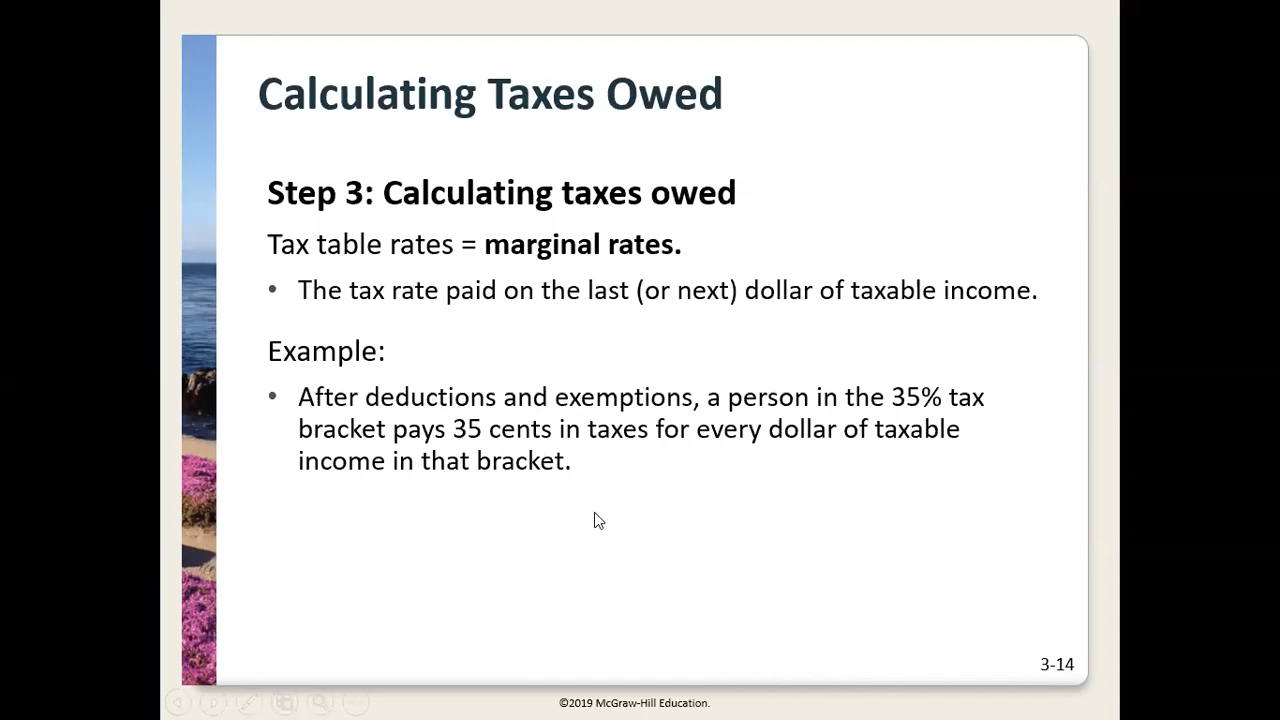 Calculating Taxes Owed
Step 3: Calculating taxes owed
Tax table rates = marginal rates.
• The tax rate paid on the last (or next) dollar of taxable income.
Example:
• After deductions and exemptions, a person in the 35% tax
bracket pays 35 cents in taxes for every dollar of taxable
income in that bracket.
3-14
©2019 McGraw-Hill Education.